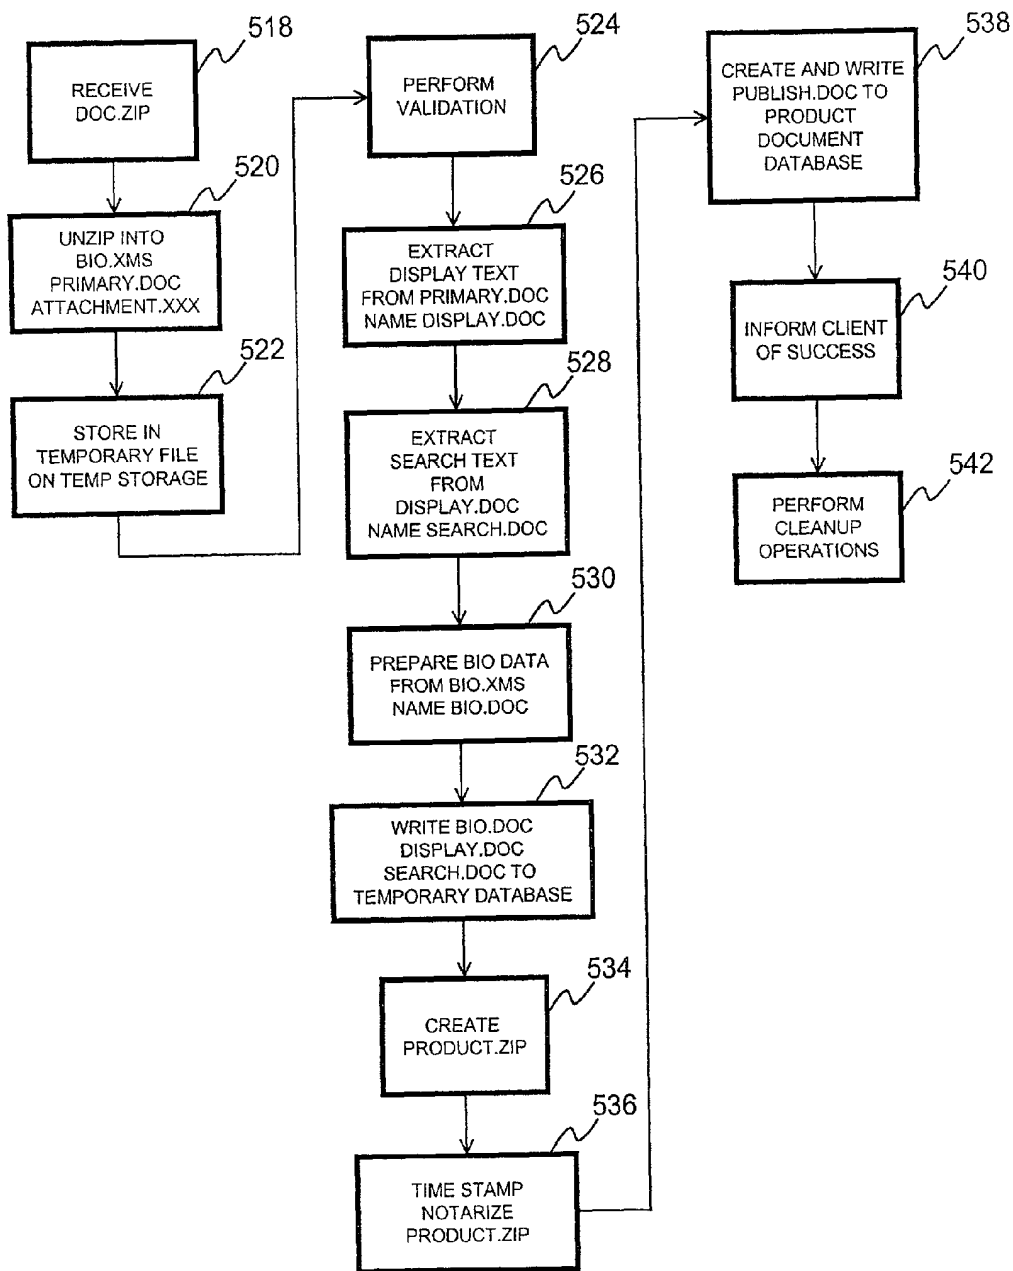 518
RECEIVE
DOC.ZIP
520
UNZIP INTO
BIO.XMS
PRIMARY.DOC
ATTACHMENT.XXX
522
STORE IN
TEMPORARY FILE
ON TEMP STORAGE
524
PERFORM
VALIDATION
526
EXTRACT
DISPLAY TEXT
FROM PRIMARY.DOC
NAME DISPLAY.DOC
528
EXTRACT
SEARCH TEXT
FROM
DISPLAY.DOC
NAME SEARCH.DOC
530
PREPARE BIO DATA
FROM BIO.XMS
NAME BIO.DOC
532
WRITE BIO.DOC
DISPLAY.DOC
SEARCH.DOC TO
TEMPORARY DATABASE
534
CREATE
PRODUCT.ZIP
536
TIME STAMP
NOTARIZE
PRODUCT.ZIP
538
CREATE AND WRITE
PUBLISH.DOC TO
PRODUCT
DOCUMENT
DATABASE
540
INFORM CLIENT
OF SUCCESS
542
PERFORM
CLEANUP
OPERATIONS